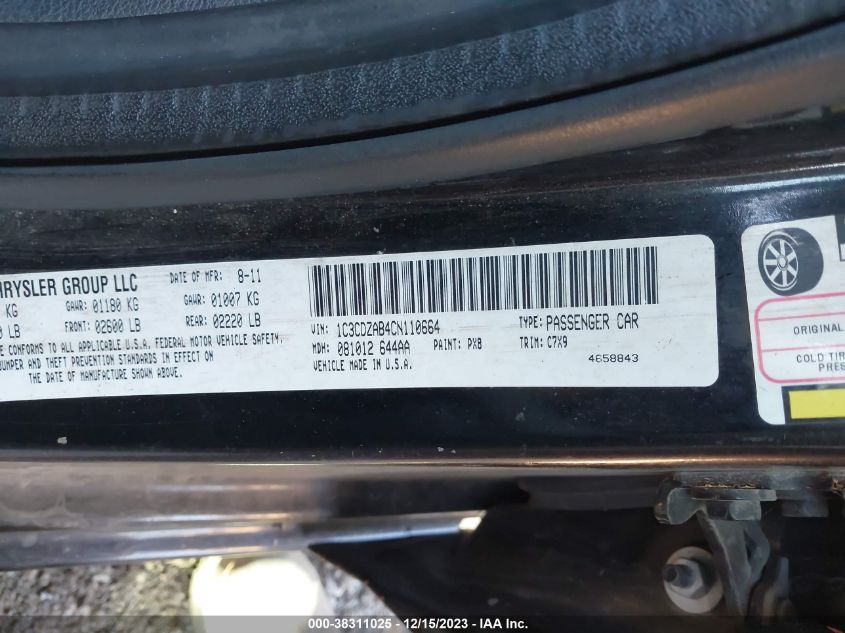 HRYSLER GROUP LLC DATE OF MFR: 8-11
KG GAWR: 01180 KG GAWR: 01007 KG
LB FRONT: 02600 LB REAR: 02220 LB
E CONFORMS TO ALL APPLICABLE U.S.A. FEDERAL MOTOR VEHICLE SAFETY,
BUMPER AND THEFT PREVENTION STANDARDS IN EFFECT ON
THE DATE OF MANUFACTURE SHOWN ABOVE.
VIN: 1C3CDZAB4CN110664 TYPE: PASSENGER CAR
MDH: 081012 644AA PAINT: PX8 TRIM: C7X9
VEHICLE MADE IN U.S.A. 4658843
ORIGINAL
COLD TI
PRES
000-38311025 - 12/15/2023 - IAA Inc.